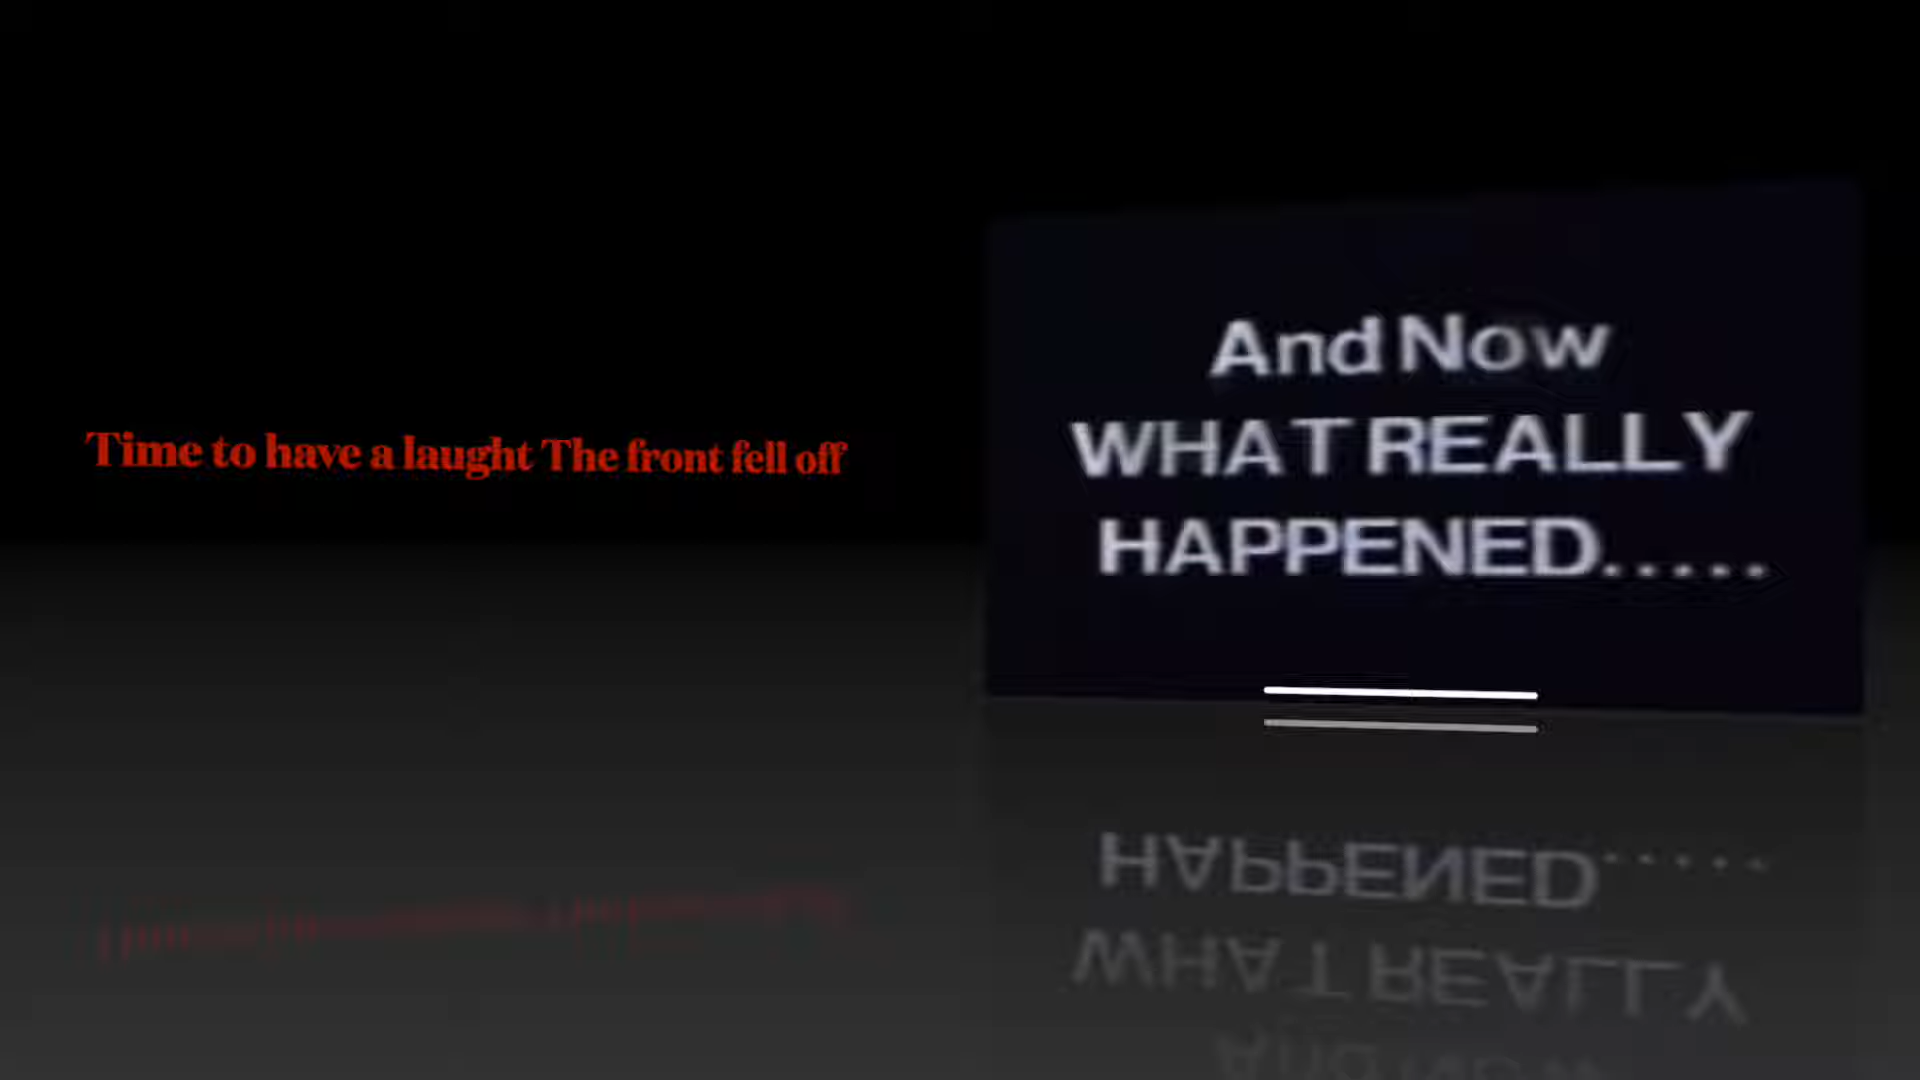 Time to have a laught The front fell off
And Now
WHAT REALLY
HAPPENED.....